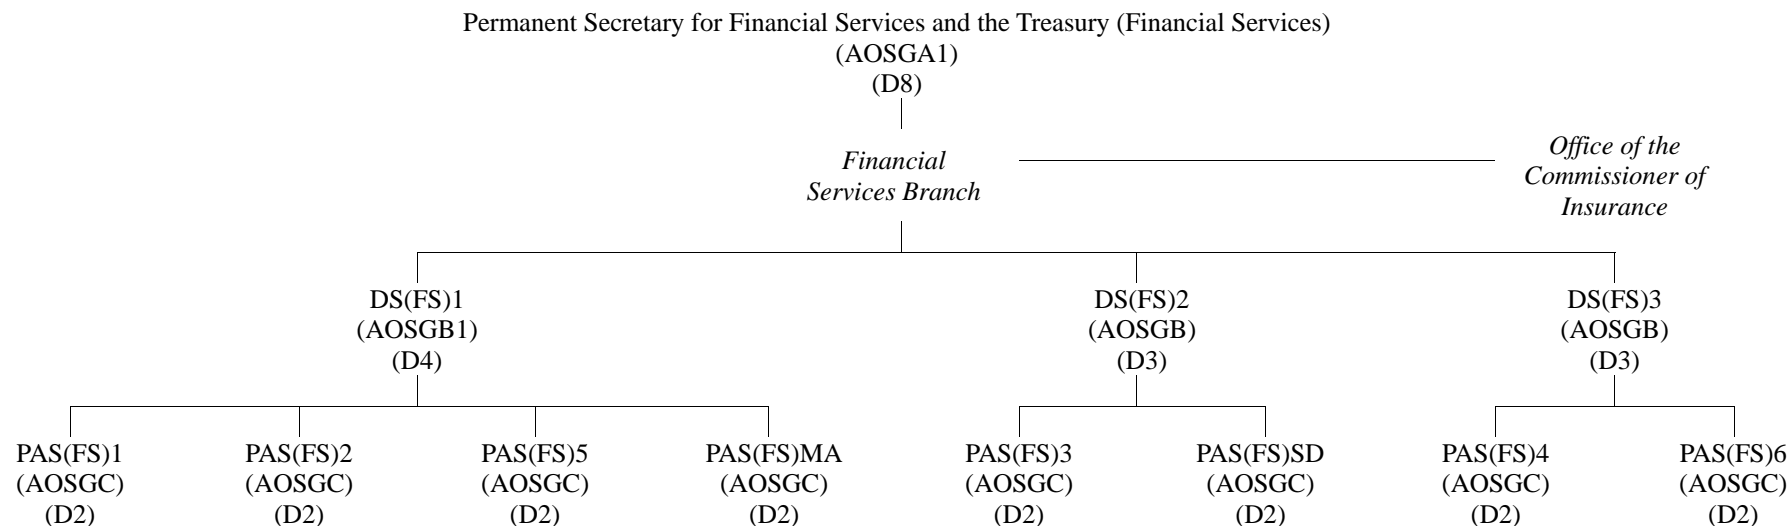 Permanent Secretary for Financial Services and the Treasury (Financial Services)
(AOSGA1)
(D8)
Financial
Services Branch
Office of the
Commissioner of
Insurance
DS(FS)1
(AOSGB1)
(D4)
DS(FS)2
(AOSGB)
(D3)
DS(FS)3
(AOSGB)
(D3)
PAS(FS)1
(AOSGC)
(D2)
PAS(FS)2
(AOSGC)
(D2)
PAS(FS)5
(AOSGC)
(D2)
PAS(FS)MA
(AOSGC)
(D2)
PAS(FS)3
(AOSGC)
(D2)
PAS(FS)SD
(AOSGC)
(D2)
PAS(FS)4
(AOSGC)
(D2)
PAS(FS)6
(AOSGC)
(D2)